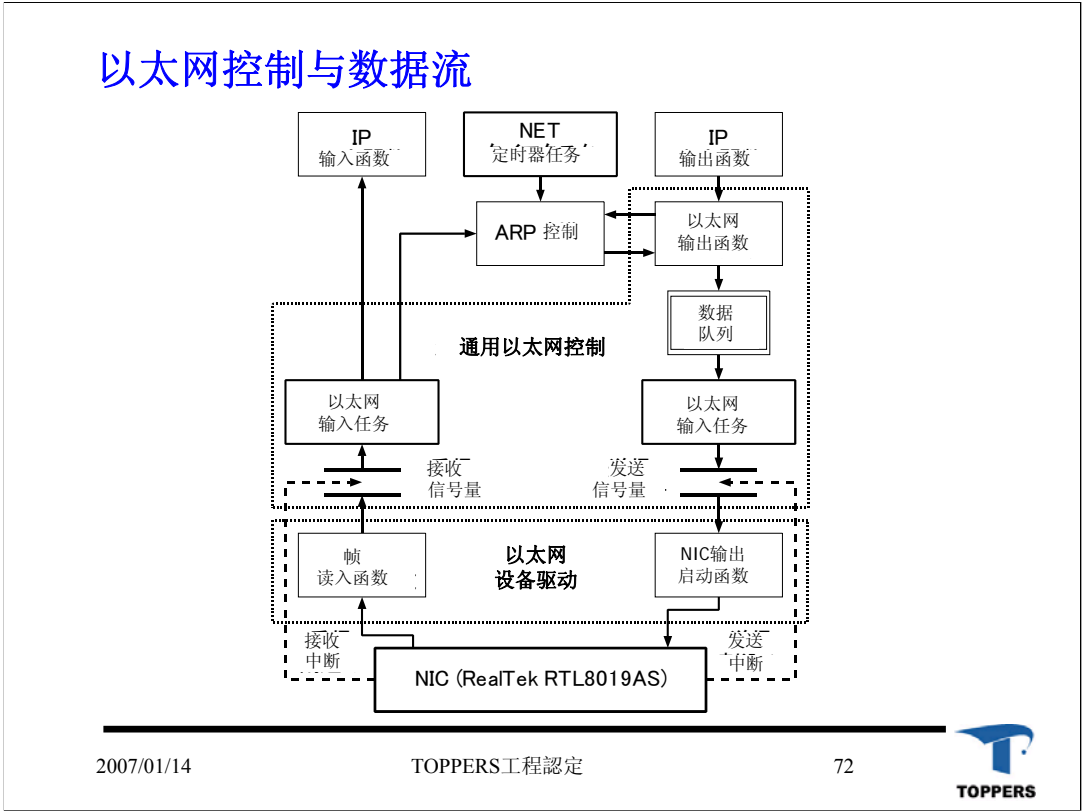 以太网控制与数据流
IP
输入函数
NET
定时器任务
IP
输出函数
ARP 控制
以太网
输出函数
数据
队列
通用以太网控制
以太网
输入任务
以太网
输入任务
接收
信号量
发送
信号量
帧
读入函数
以太网
设备驱动
NIC输出
启动函数
接收
中断
发送
中断
NIC (RealTek RTL8019AS)
2007/01/14
TOPPERS工程認定
72
TOPPERS